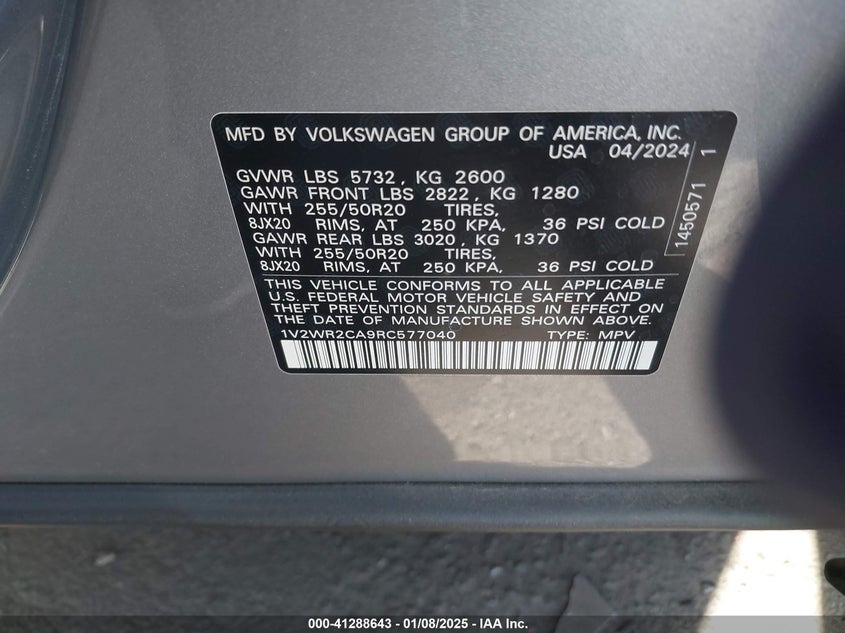 MFD BY VOLKSWAGEN GROUP OF AMERICA, INC.
USA 04/2024
GVWR LBS 5732, KG 2600
GAWR FRONT LBS 2822, KG 1280
WITH 255/50R20 TIRES,
8JX20 RIMS, AT 250 KPA, 36 PSI COLD
GAWR REAR LBS 3020, KG 1370
WITH 255/50R20 TIRES,
8JX20 RIMS, AT 250 KPA, 36 PSI COLD
THIS VEHICLE CONFORMS TO ALL APPLICABLE
U.S. FEDERAL MOTOR VEHICLE SAFETY AND
THEFT PREVENTION STANDARDS IN EFFECT ON
THE DATE OF MANUFACTURE SHOWN ABOVE.
1V2WR2CA9RC577040 TYPE: MPV
1450571 1
000-41288643 - 01/08/2025 - IAA Inc.